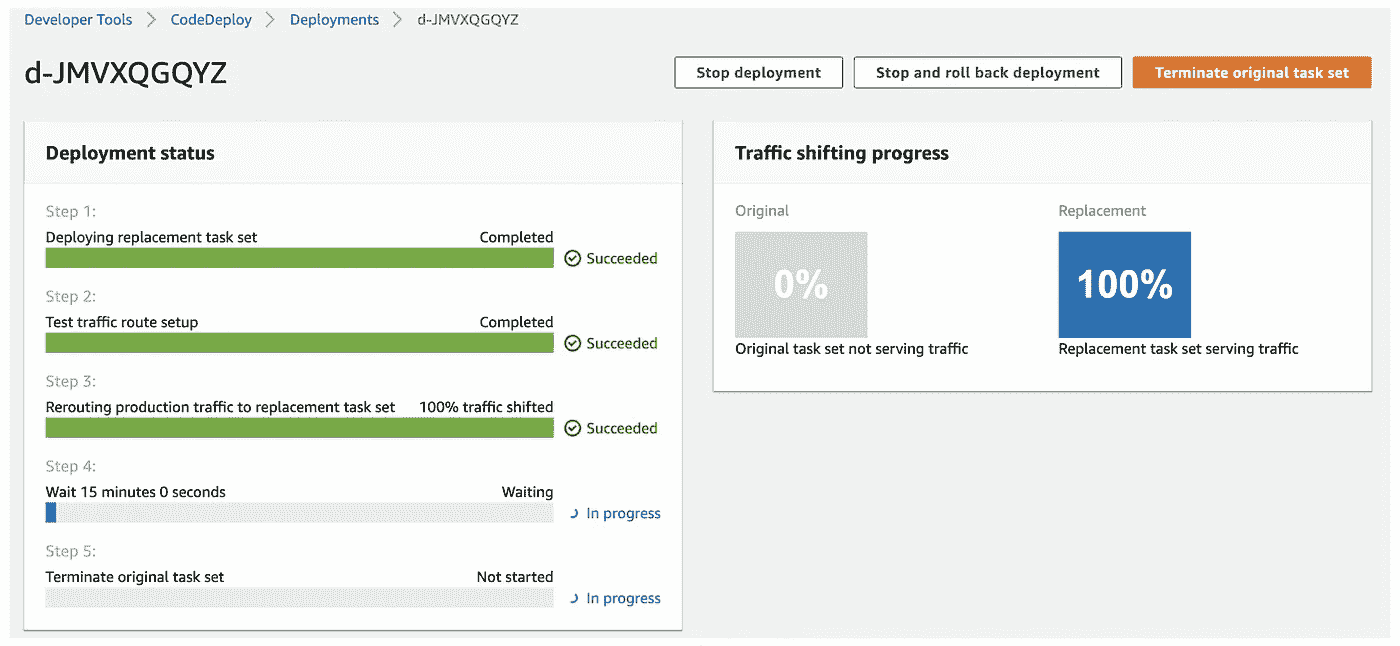 Developer Tools > CodeDeploy > Deployments > d-JMVXQGQYZ
d-JMVXQGQYZ
Stop deployment
Stop and roll back deployment
Terminate original task set
Deployment status
Step 1:
Deploying replacement task set Completed
Succeeded
Step 2:
Test traffic route setup Completed
Succeeded
Step 3:
Rerouting production traffic to replacement task set 100% traffic shifted
Succeeded
Step 4:
Wait 15 minutes 0 seconds Waiting
In progress
Step 5:
Terminate original task set Not started
In progress
Traffic shifting progress
Original
0%
Original task set not serving traffic
Replacement
100%
Replacement task set serving traffic